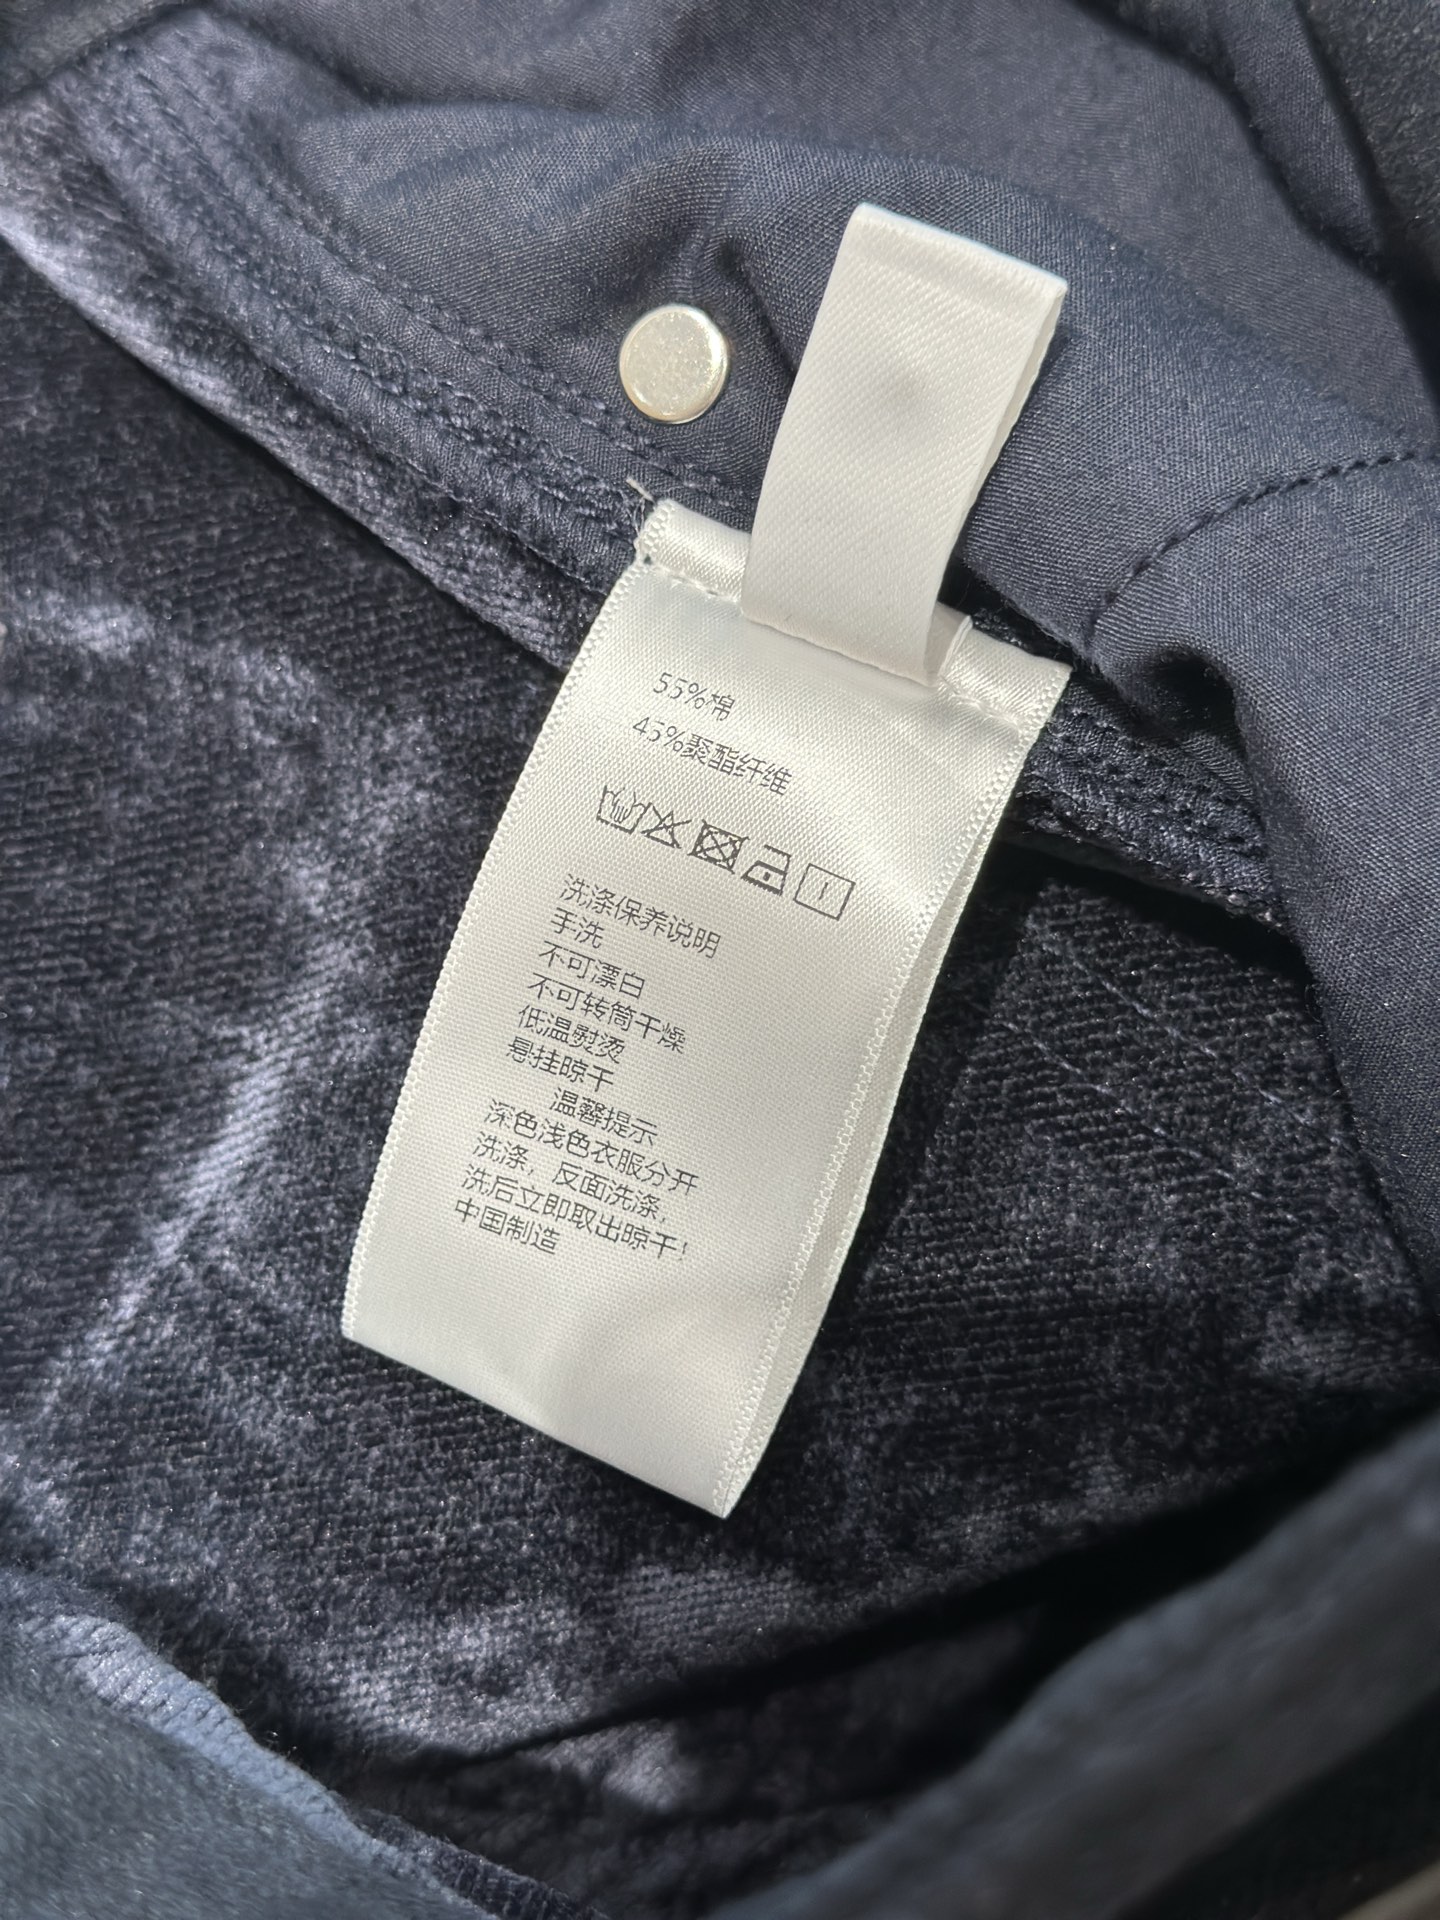 55%棉
45%聚酯纤维
洗涤保养说明
手洗
不可漂白
不可转筒干燥
低温熨烫
悬挂晾干
温馨提示
深色浅色衣服分开
洗涤，反面洗涤，
洗后立即取出晾干！
中国制造